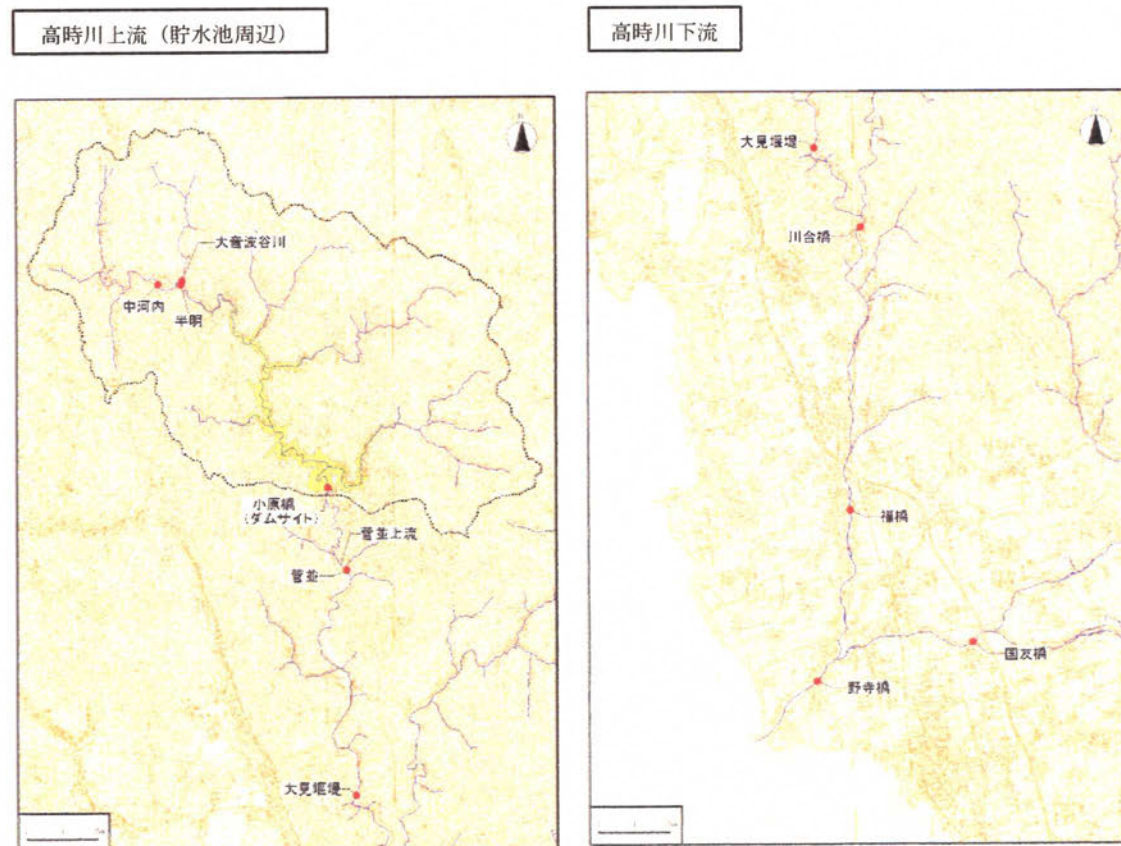 高時川上流（貯水池周辺）
大音波谷川
中河内
半明
小原橋
（ダムサイト）
菅並上流
菅並
大見堰堤
高時川下流
大見堰堤
川合橋
福橋
国友橋
野寺橋